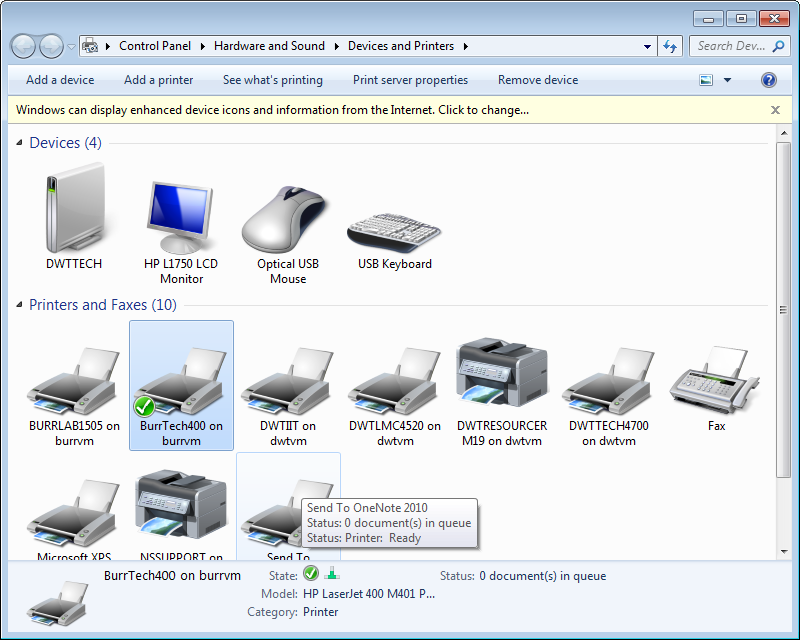 Control Panel Hardware and Sound Devices and Printers Search Dev...
Add a device Add a printer See what's printing Print server properties Remove device
Windows can display enhanced device icons and information from the Internet. Click to change...
Devices (4)
DWTTECH
HP L1750 LCD
Monitor
Optical USB
Mouse
USB Keyboard
Printers and Faxes (10)
BURRLAB1505 on
burrvm
BurrTech400 on
burrvm
DWTIIT on
dwtvm
DWTLMC4520 on
dwtvm
DWTRESOURCER
M19 on dwtvm
DWTTECH4700
on dwtvm
Fax
Microsoft XPS
NSSUPPORT on
Send To
Send To OneNote 2010
Status: 0 document(s) in queue
Status: Printer: Ready
BurrTech400 on burrvm State: Status: 0 document(s) in queue
Model: HP LaserJet 400 M401 P...
Category: Printer